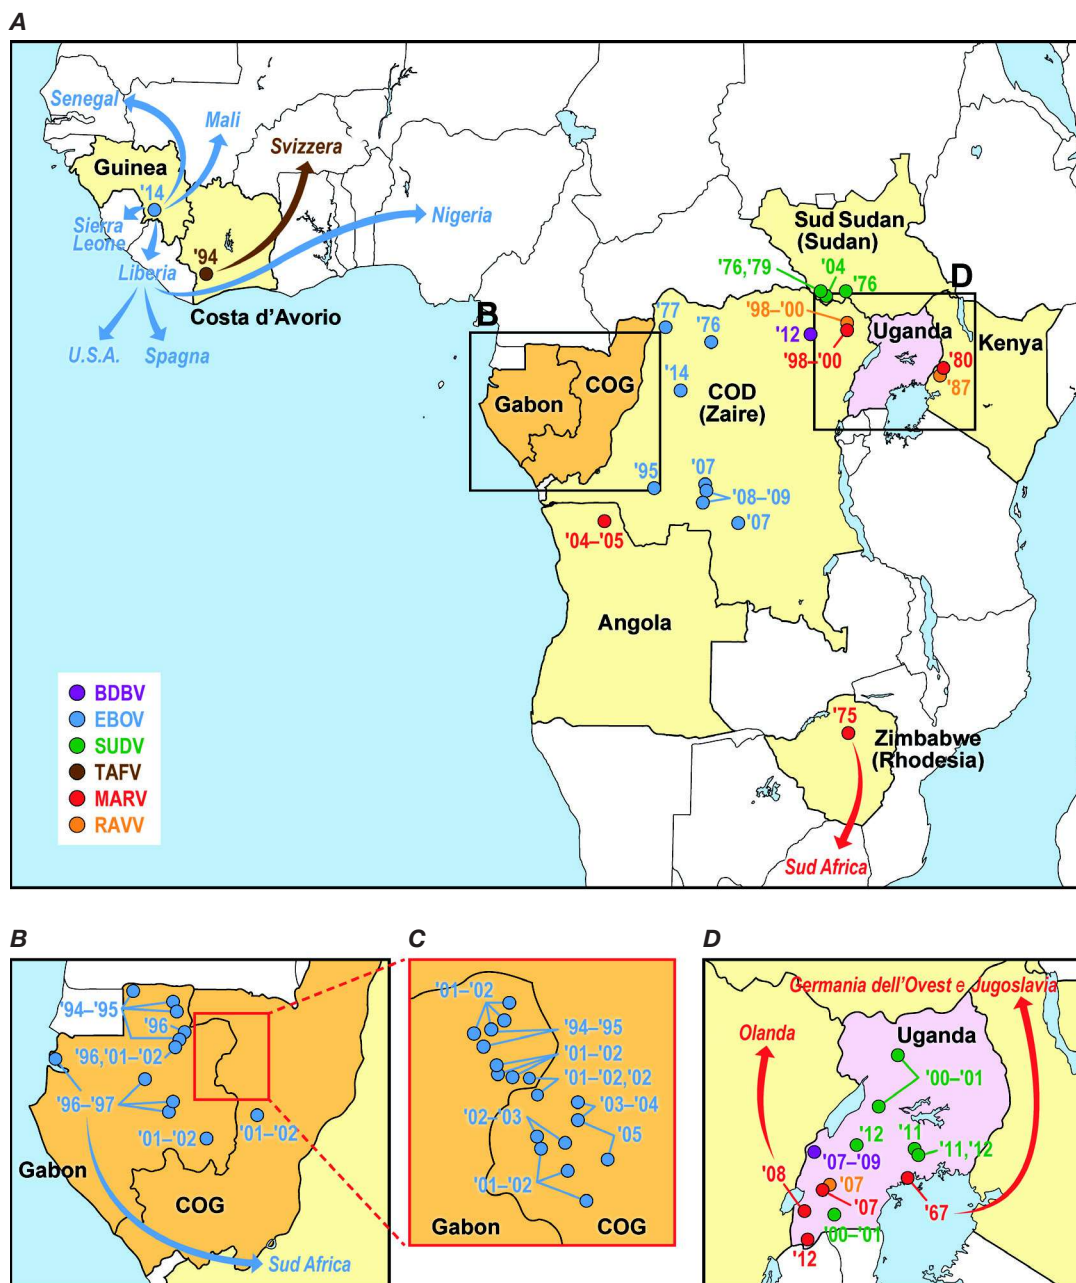 A
Senegal
Mali
Svizzera
Guinea
'14
Nigeria
Sierra
Leone
'94
Liberia
Costa d'Avorio
U.S.A.
Spagna
Sud Sudan
(Sudan)
'76,'79
'04
'76
D
B
'77
'76
'98–'00
'12
'98–'00
Uganda
Kenya
'80
'87
'14
COG
Gabon
COD
(Zaire)
'95
'07
'08–'09
'07
'04–'05
Angola
BDBV
EBOV
SUDV
TAFV
MARV
RAVV
'75
Zimbabwe
(Rhodesia)
Sud Africa
B
'94–'95
'96
'96,'01–'02
'96–'97
'01–'02
'01–'02
Gabon
COG
Sud Africa
C
'01–'02
'94–'95
'01–'02
'01–'02,'02
'02–'03
'03–'04
'05
'01–'02
Gabon
COG
D
Germania dell'Ovest e Jugoslavia
Olanda
Uganda
'00–'01
'12
'11
'11,'12
'07–'09
'08
'07
'07
'67
'00–'01
'12